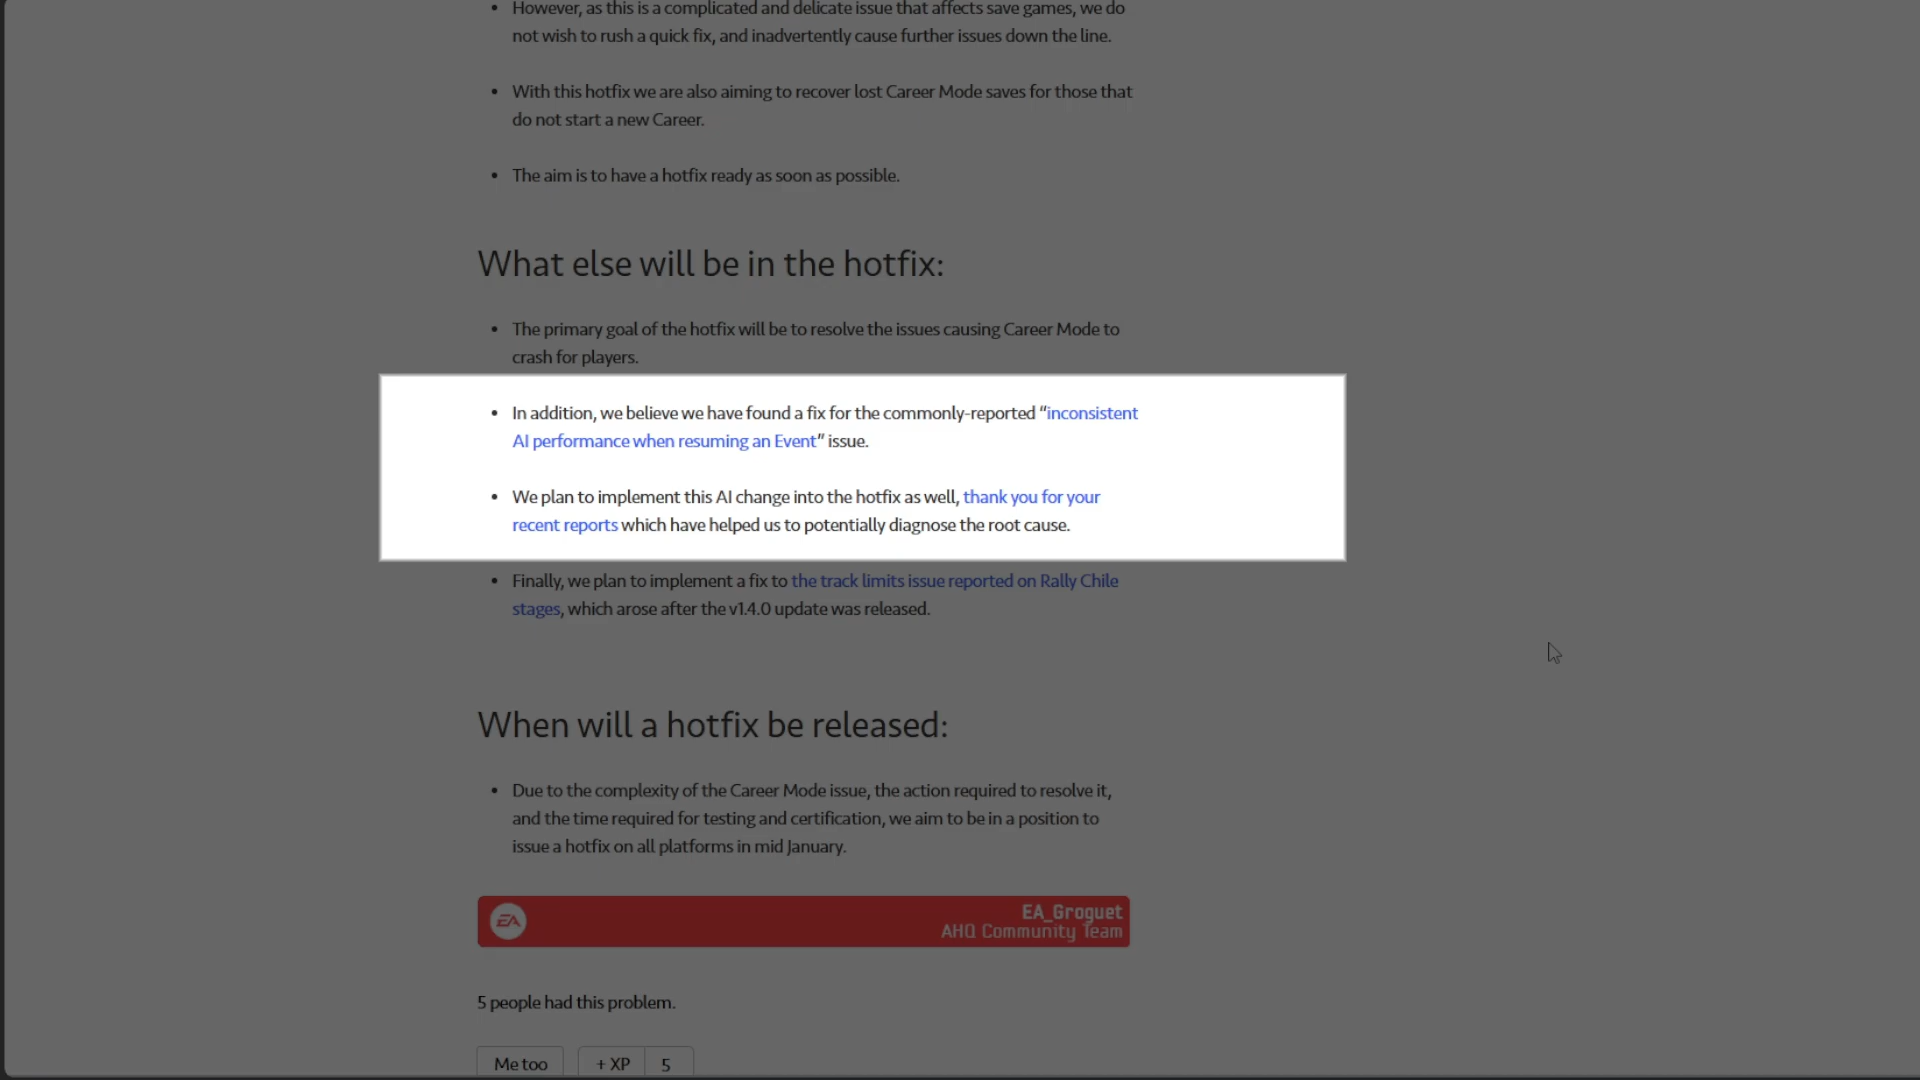 However, as this is a complicated and delicate issue that affects save games, we do
not wish to rush a quick fix, and inadvertently cause further issues down the line.
With this hotfix we are also aiming to recover lost Career Mode saves for those that
do not start a new Career.
The aim is to have a hotfix ready as soon as possible.
What else will be in the hotfix:
The primary goal of the hotfix will be to resolve the issues causing Career Mode to
crash for players.
In addition, we believe we have found a fix for the commonly-reported “inconsistent
AI performance when resuming an Event” issue.
We plan to implement this AI change into the hotfix as well, thank you for your
recent reports which have helped us to potentially diagnose the root cause.
Finally, we plan to implement a fix to the track limits issue reported on Rally Chile
stages, which arose after the v1.4.0 update was released.
When will a hotfix be released:
Due to the complexity of the Career Mode issue, the action required to resolve it,
and the time required for testing and certification, we aim to be in a position to
issue a hotfix on all platforms in mid January.
EA
EA_Groguet
AHQ Community Team
5 people had this problem.
Me too + XP 5